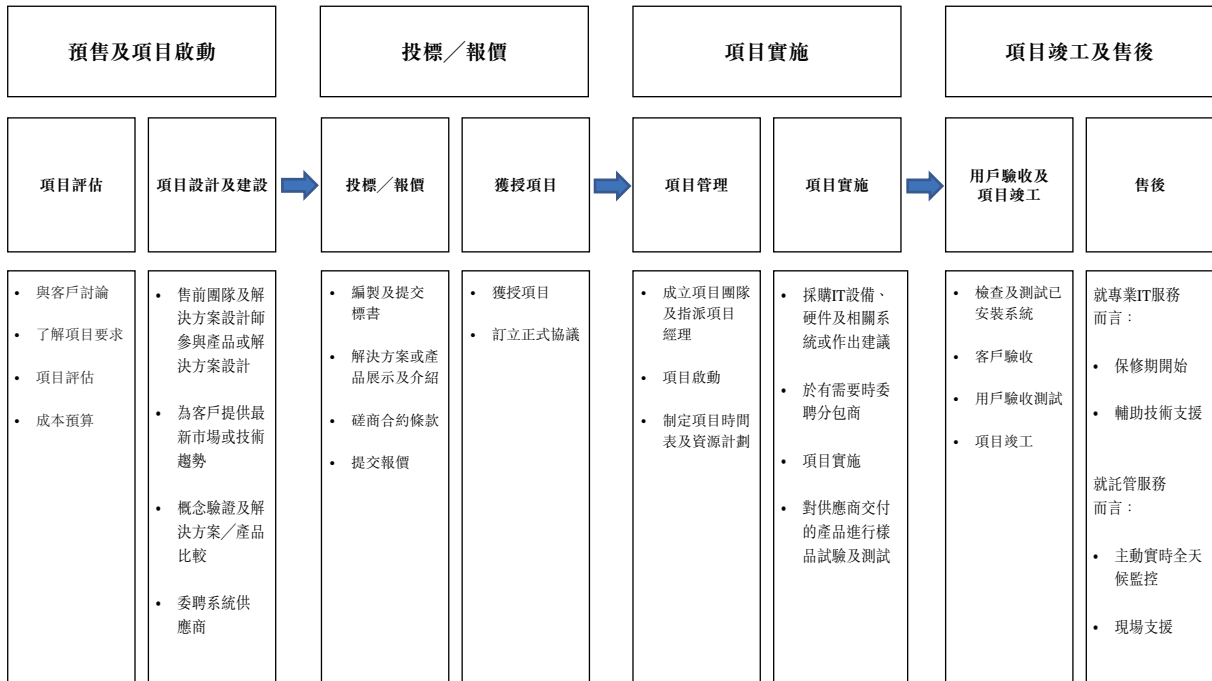 預售及項目啟動
投標／報價
項目實施
項目竣工及售後
項目評估
項目設計及建設
投標／報價
獲授項目
項目管理
項目實施
用戶驗收及
項目竣工
售後
• 與客戶討論
• 了解項目要求
• 項目評估
• 成本預算
• 售前團隊及解
決方案設計師
參與產品或解
決方案設計
• 為客戶提供最
新市場或技術
趨勢
• 概念驗證及解
決方案／產品
比較
• 委聘系統供
應商
• 編製及提交
標書
• 解決方案或產
品展示及介紹
• 磋商合約條款
• 提交報價
• 獲授項目
• 訂立正式協議
• 成立項目團隊
及指派項目
經理
• 項目啟動
• 制定項目時間
表及資源計劃
• 採購IT設備、
硬件及相關系
統或作出建議
• 於有需要時委
聘分包商
• 項目實施
• 對供應商交付
的產品進行樣
品試驗及測試
• 檢查及測試已
安裝系統
• 客戶驗收
• 用戶驗收測試
• 項目竣工
就專業IT服務
而言：
• 保修期開始
• 輔助技術支援
就託管服務
而言：
• 主動實時全天
候監控
• 現場支援